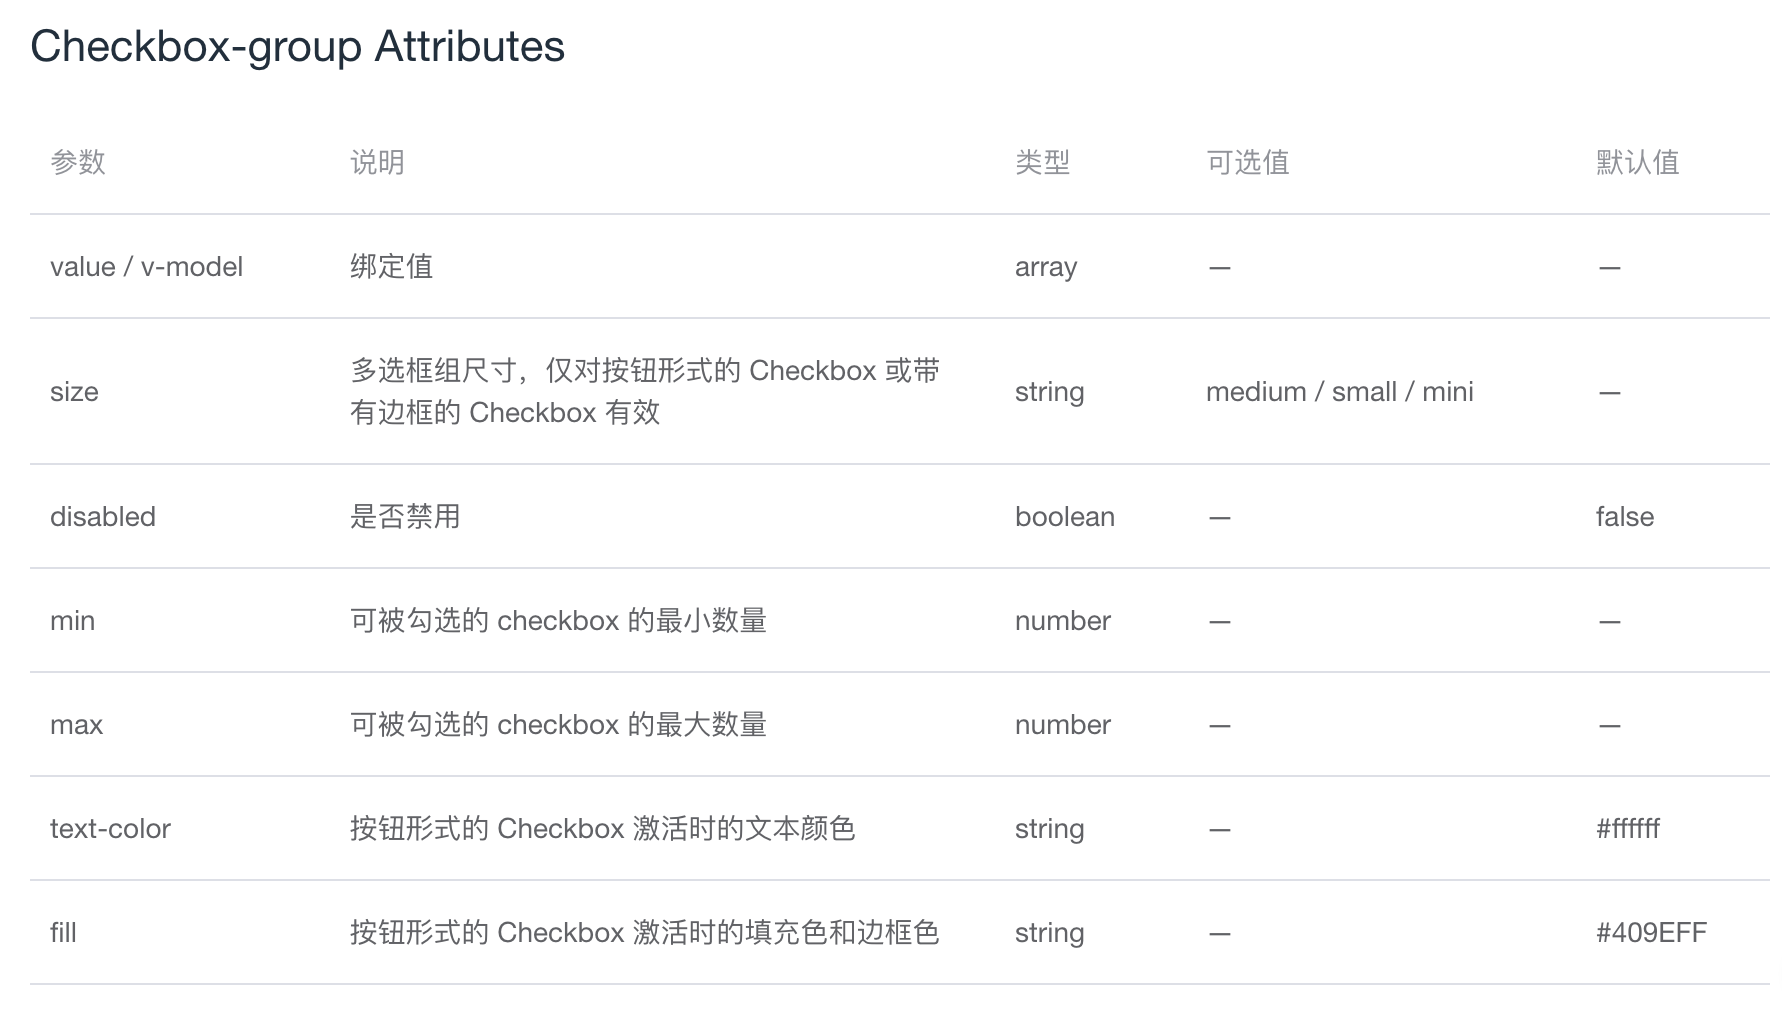 Checkbox-group Attributes
参数 说明 类型 可选值 默认值
value / v-model 绑定值 array — —
size 多选框组尺寸，仅对按钮形式的 Checkbox 或带 string medium / small / mini —
有边框的 Checkbox 有效
disabled 是否禁用 boolean — false
min 可被勾选的 checkbox 的最小数量 number — —
max 可被勾选的 checkbox 的最大数量 number — —
text-color 按钮形式的 Checkbox 激活时的文本颜色 string — #ffffff
fill 按钮形式的 Checkbox 激活时的填充色和边框色 string — #409EFF